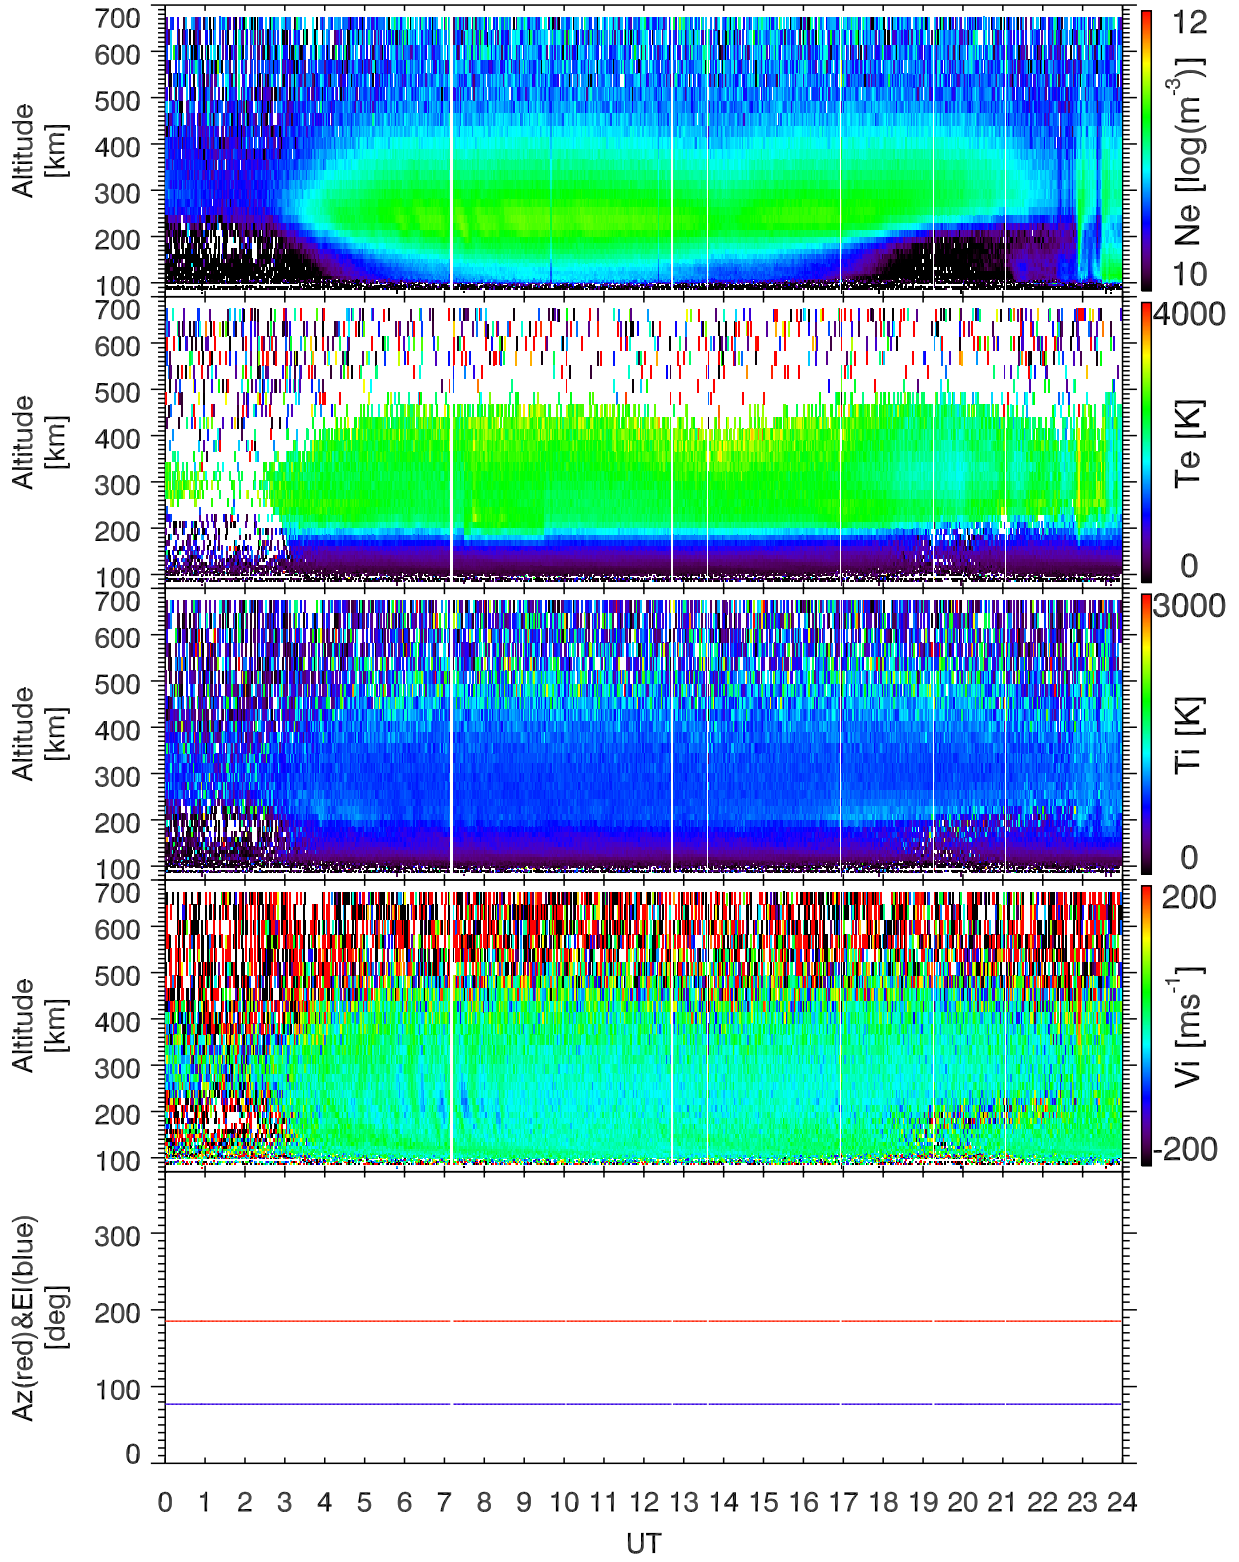 700
600
500
400
300
200
100
Altitude
[km]
12
10
Ne [log(m⁻³)]
700
600
500
400
300
200
100
Altitude
[km]
4000
0
Te [K]
700
600
500
400
300
200
100
Altitude
[km]
3000
0
Ti [K]
700
600
500
400
300
200
100
Altitude
[km]
200
-200
Vi [ms⁻¹]
300
200
100
0
Az(red)&El(blue)
[deg]
0 1 2 3 4 5 6 7 8 9 10 11 12 13 14 15 16 17 18 19 20 21 22 23 24
UT